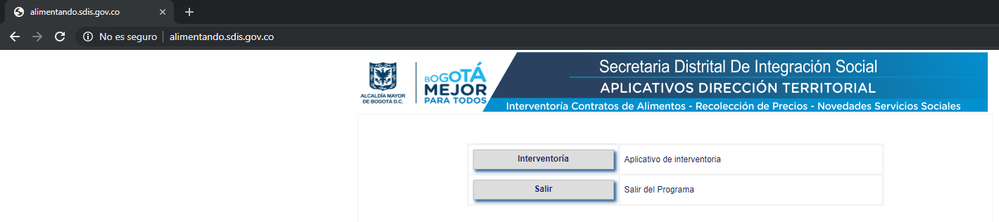 alimentando.sdis.gov.co
No es seguro alimentando.sdis.gov.co
ALCALDÍA MAYOR
DE BOGOTÁ D.C.
BOGOTÁ
MEJOR
PARA TODOS
Secretaria Distrital De Integración Social
APLICATIVOS DIRECCIÓN TERRITORIAL
Interventoría Contratos de Alimentos - Recolección de Precios - Novedades Servicios Sociales
Interventoría Aplicativo de interventoria
Salir Salir del Programa